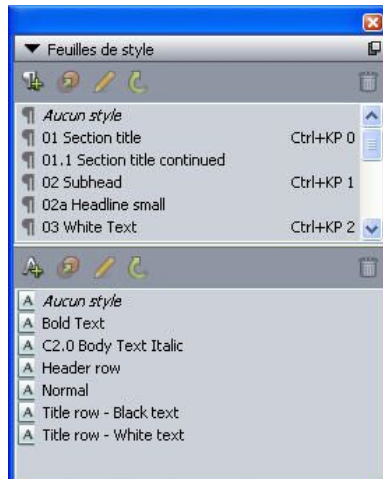 Feuilles de style
Aucun style
01 Section title Ctrl+KP 0
01.1 Section title continued
02 Subhead Ctrl+KP 1
02a Headline small
03 White Text Ctrl+KP 2
Aucun style
Bold Text
C2.0 Body Text Italic
Header row
Normal
Title row - Black text
Title row - White text